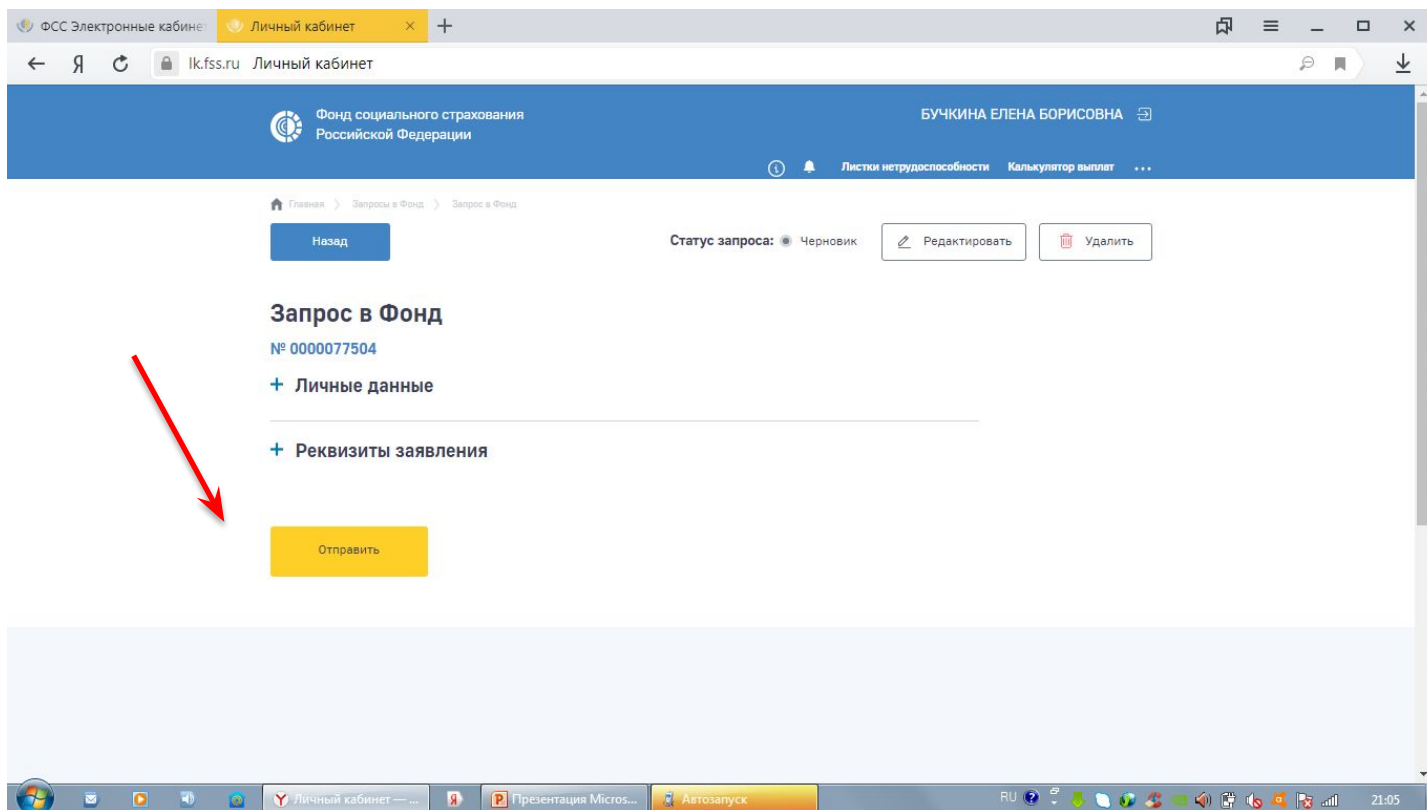 ФСС Электронные кабинет
Личный кабинет
Я
lk.fss.ru Личный кабинет
Фонд социального страхования
Российской Федерации
БУЧКИНА ЕЛЕНА БОРИСОВНА
Листки нетрудоспособности Калькулятор выплат ...
Главная > Запросы в Фонд > Запрос в Фонд
Назад
Статус запроса: Черновик
Редактировать
Удалить
Запрос в Фонд
№ 0000077504
+ Личные данные
+ Реквизиты заявления
Отправить
Личный кабинет — ...
Я
Презентация Micros...
Автозапуск
RU
21:05